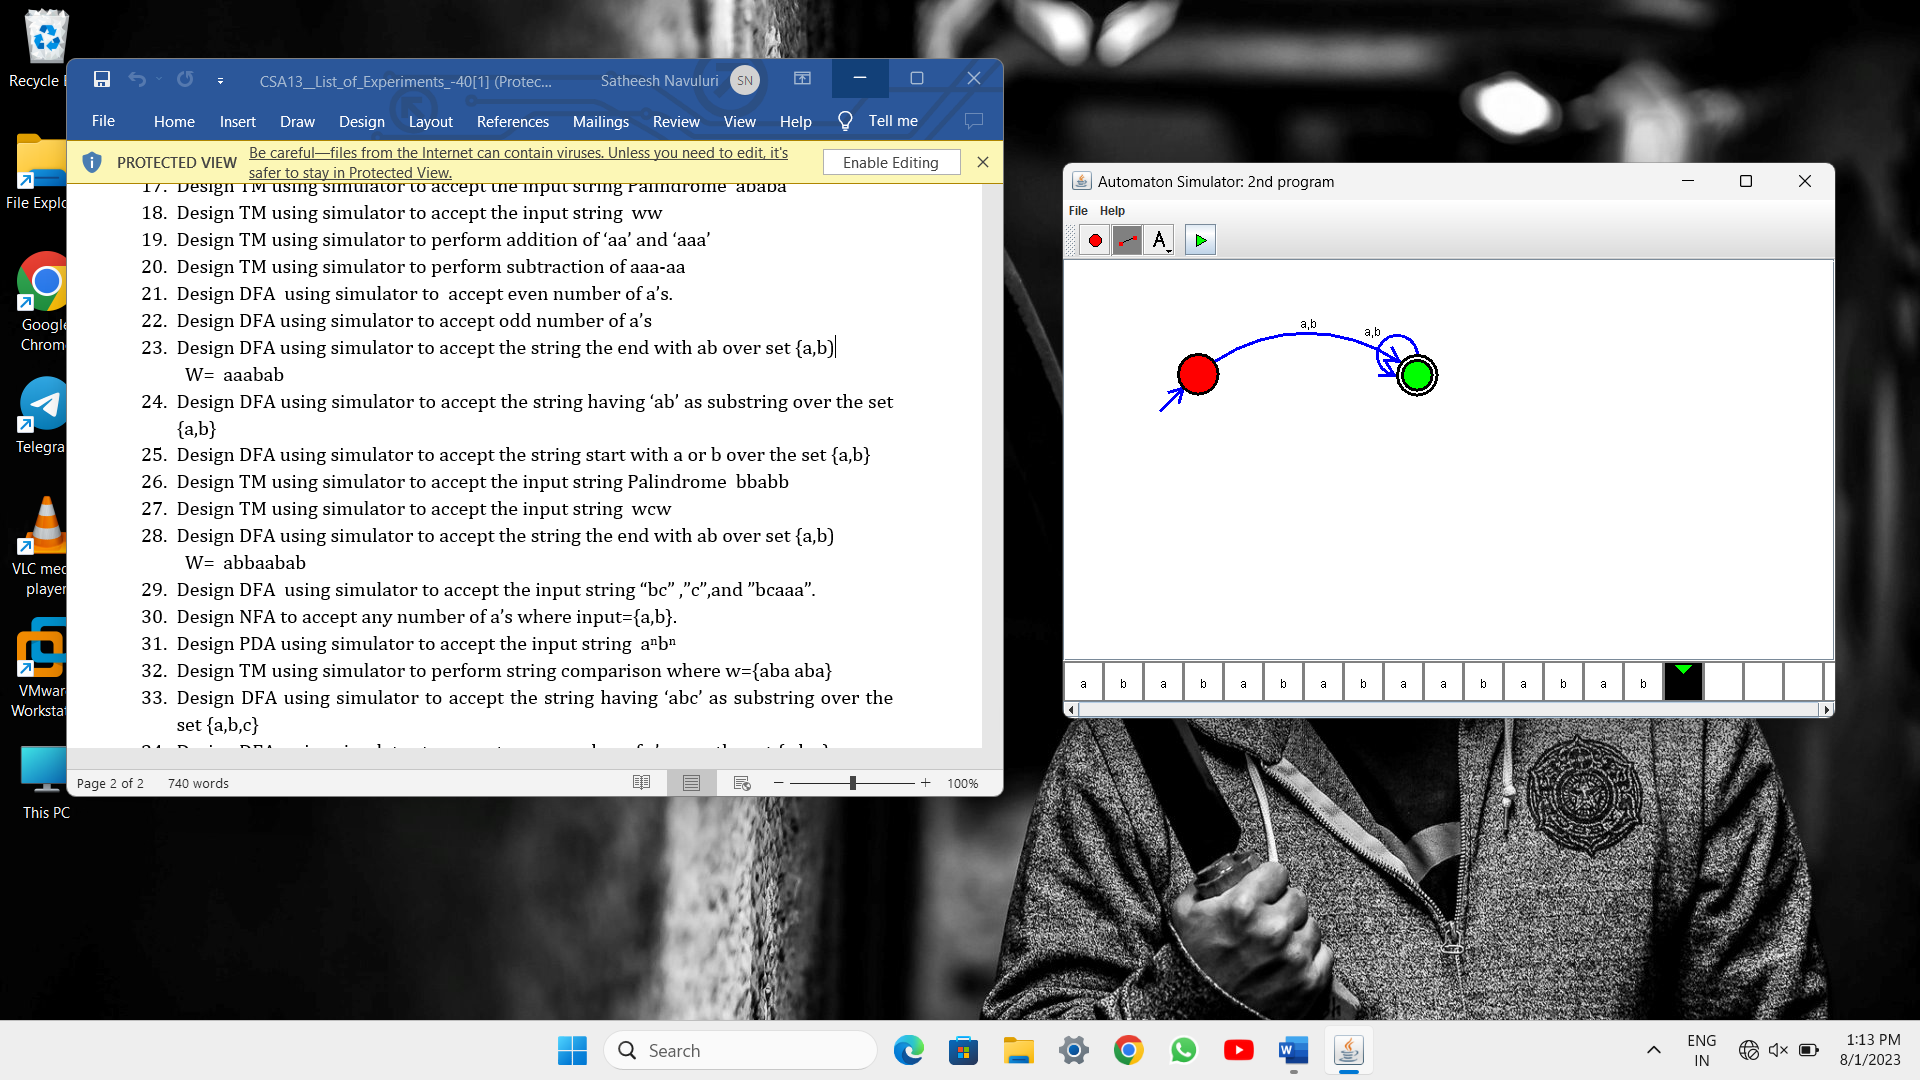 Recycle
File Explo
Google
Chrom
Telegra
VLC med
player
VMwar
Workstat
This PC
CSA13__List_of_Experiments_-40[1] (Protec...
Satheesh Navuluri
SN
File Home Insert Draw Design Layout References Mailings Review View Help Tell me
PROTECTED VIEW
Be careful—files from the Internet can contain viruses. Unless you need to edit, it's
safer to stay in Protected View.
Enable Editing
17. Design TM using simulator to accept the input string Palindrome ababa
18. Design TM using simulator to accept the input string ww
19. Design TM using simulator to perform addition of ‘aa’ and ‘aaa’
20. Design TM using simulator to perform subtraction of aaa-aa
21. Design DFA using simulator to accept even number of a’s.
22. Design DFA using simulator to accept odd number of a’s
23. Design DFA using simulator to accept the string the end with ab over set {a,b)
W= aaabab
24. Design DFA using simulator to accept the string having ‘ab’ as substring over the set
{a,b}
25. Design DFA using simulator to accept the string start with a or b over the set {a,b}
26. Design TM using simulator to accept the input string Palindrome bbabb
27. Design TM using simulator to accept the input string wcw
28. Design DFA using simulator to accept the string the end with ab over set {a,b)
W= abbaabab
29. Design DFA using simulator to accept the input string “bc” ,”c”,and ”bcaaa”.
30. Design NFA to accept any number of a’s where input={a,b}.
31. Design PDA using simulator to accept the input string aⁿbⁿ
32. Design TM using simulator to perform string comparison where w={aba aba}
33. Design DFA using simulator to accept the string having ‘abc’ as substring over the
set {a,b,c}
Page 2 of 2 740 words
100%
Automaton Simulator: 2nd program
File Help
A
a,b
a,b
a b a b a b a b a a b a b a b
Search
ENG
IN
1:13 PM
8/1/2023